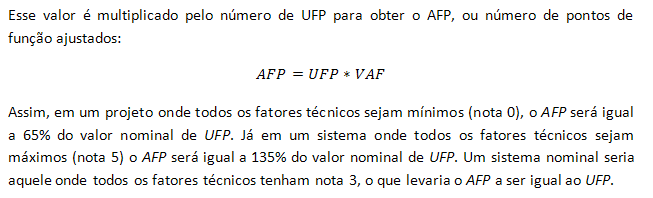 Esse valor é multiplicado pelo número de UFP para obter o AFP, ou número de pontos de
função ajustados:
AFP = UFP * VAF
Assim, em um projeto onde todos os fatores técnicos sejam mínimos (nota 0), o AFP será igual
a 65% do valor nominal de UFP. Já em um sistema onde todos os fatores técnicos sejam
máximos (nota 5) o AFP será igual a 135% do valor nominal de UFP. Um sistema nominal seria
aquele onde todos os fatores técnicos tenham nota 3, o que levaria o AFP a ser igual ao UFP.